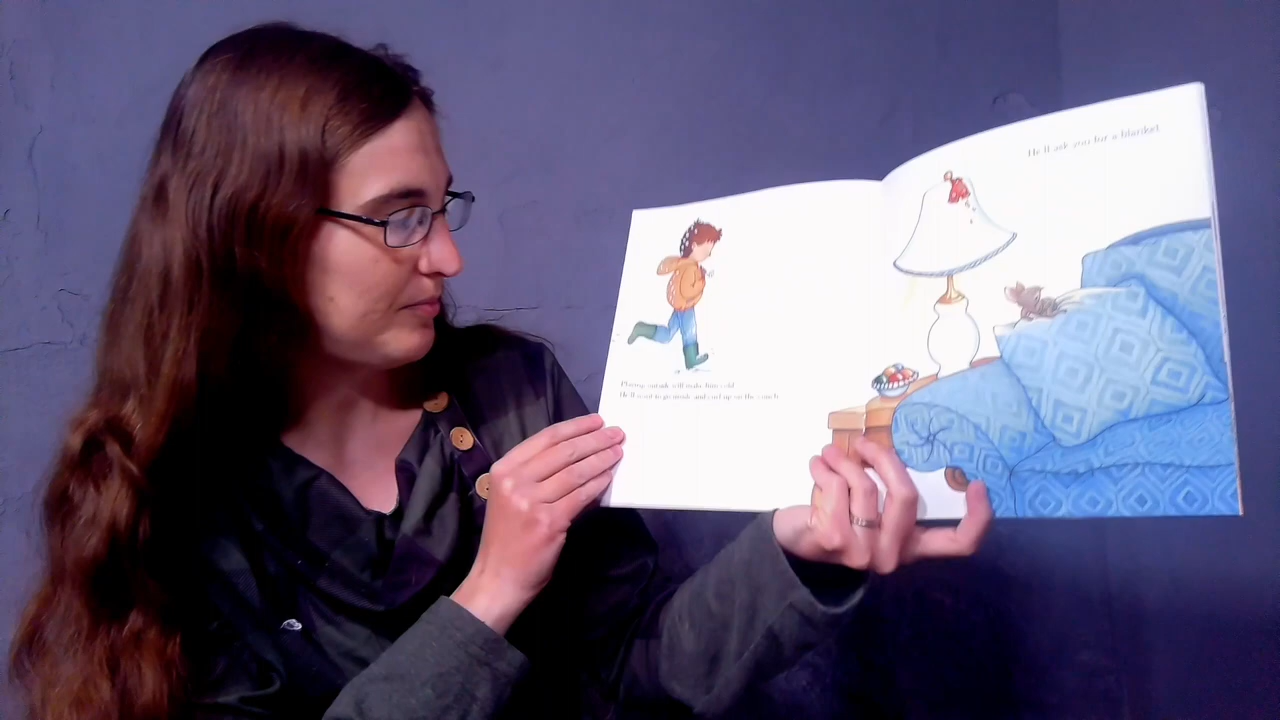 Playing outside will make him cold.
He'll want to go inside and curl up on the couch.
He'll ask you for a blanket.